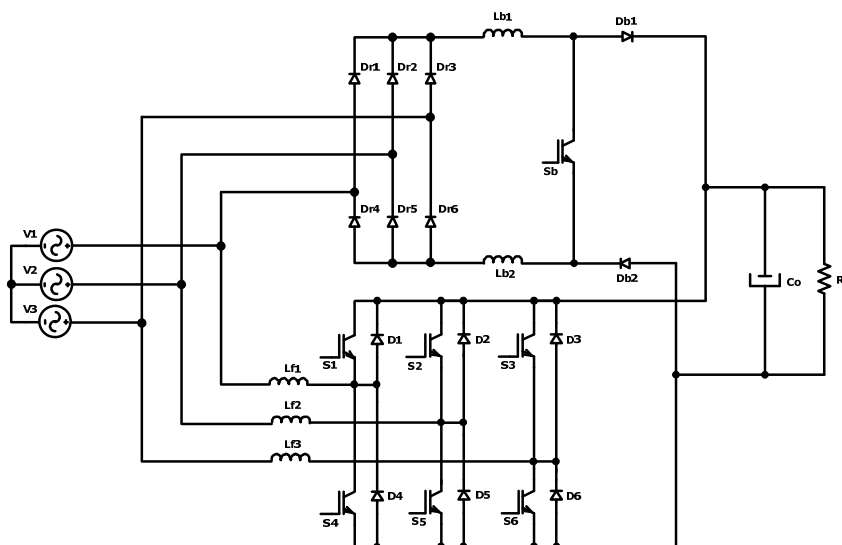 Lb1
Db1
Dr1 Dr2 Dr3
Sb
Dr4 Dr5 Dr6
V1
V2
V3
Lb2
Db2
Co
R
S1 D1 S2 D2 S3 D3
Lf1
Lf2
Lf3
S4 D4 S5 D5 S6 D6